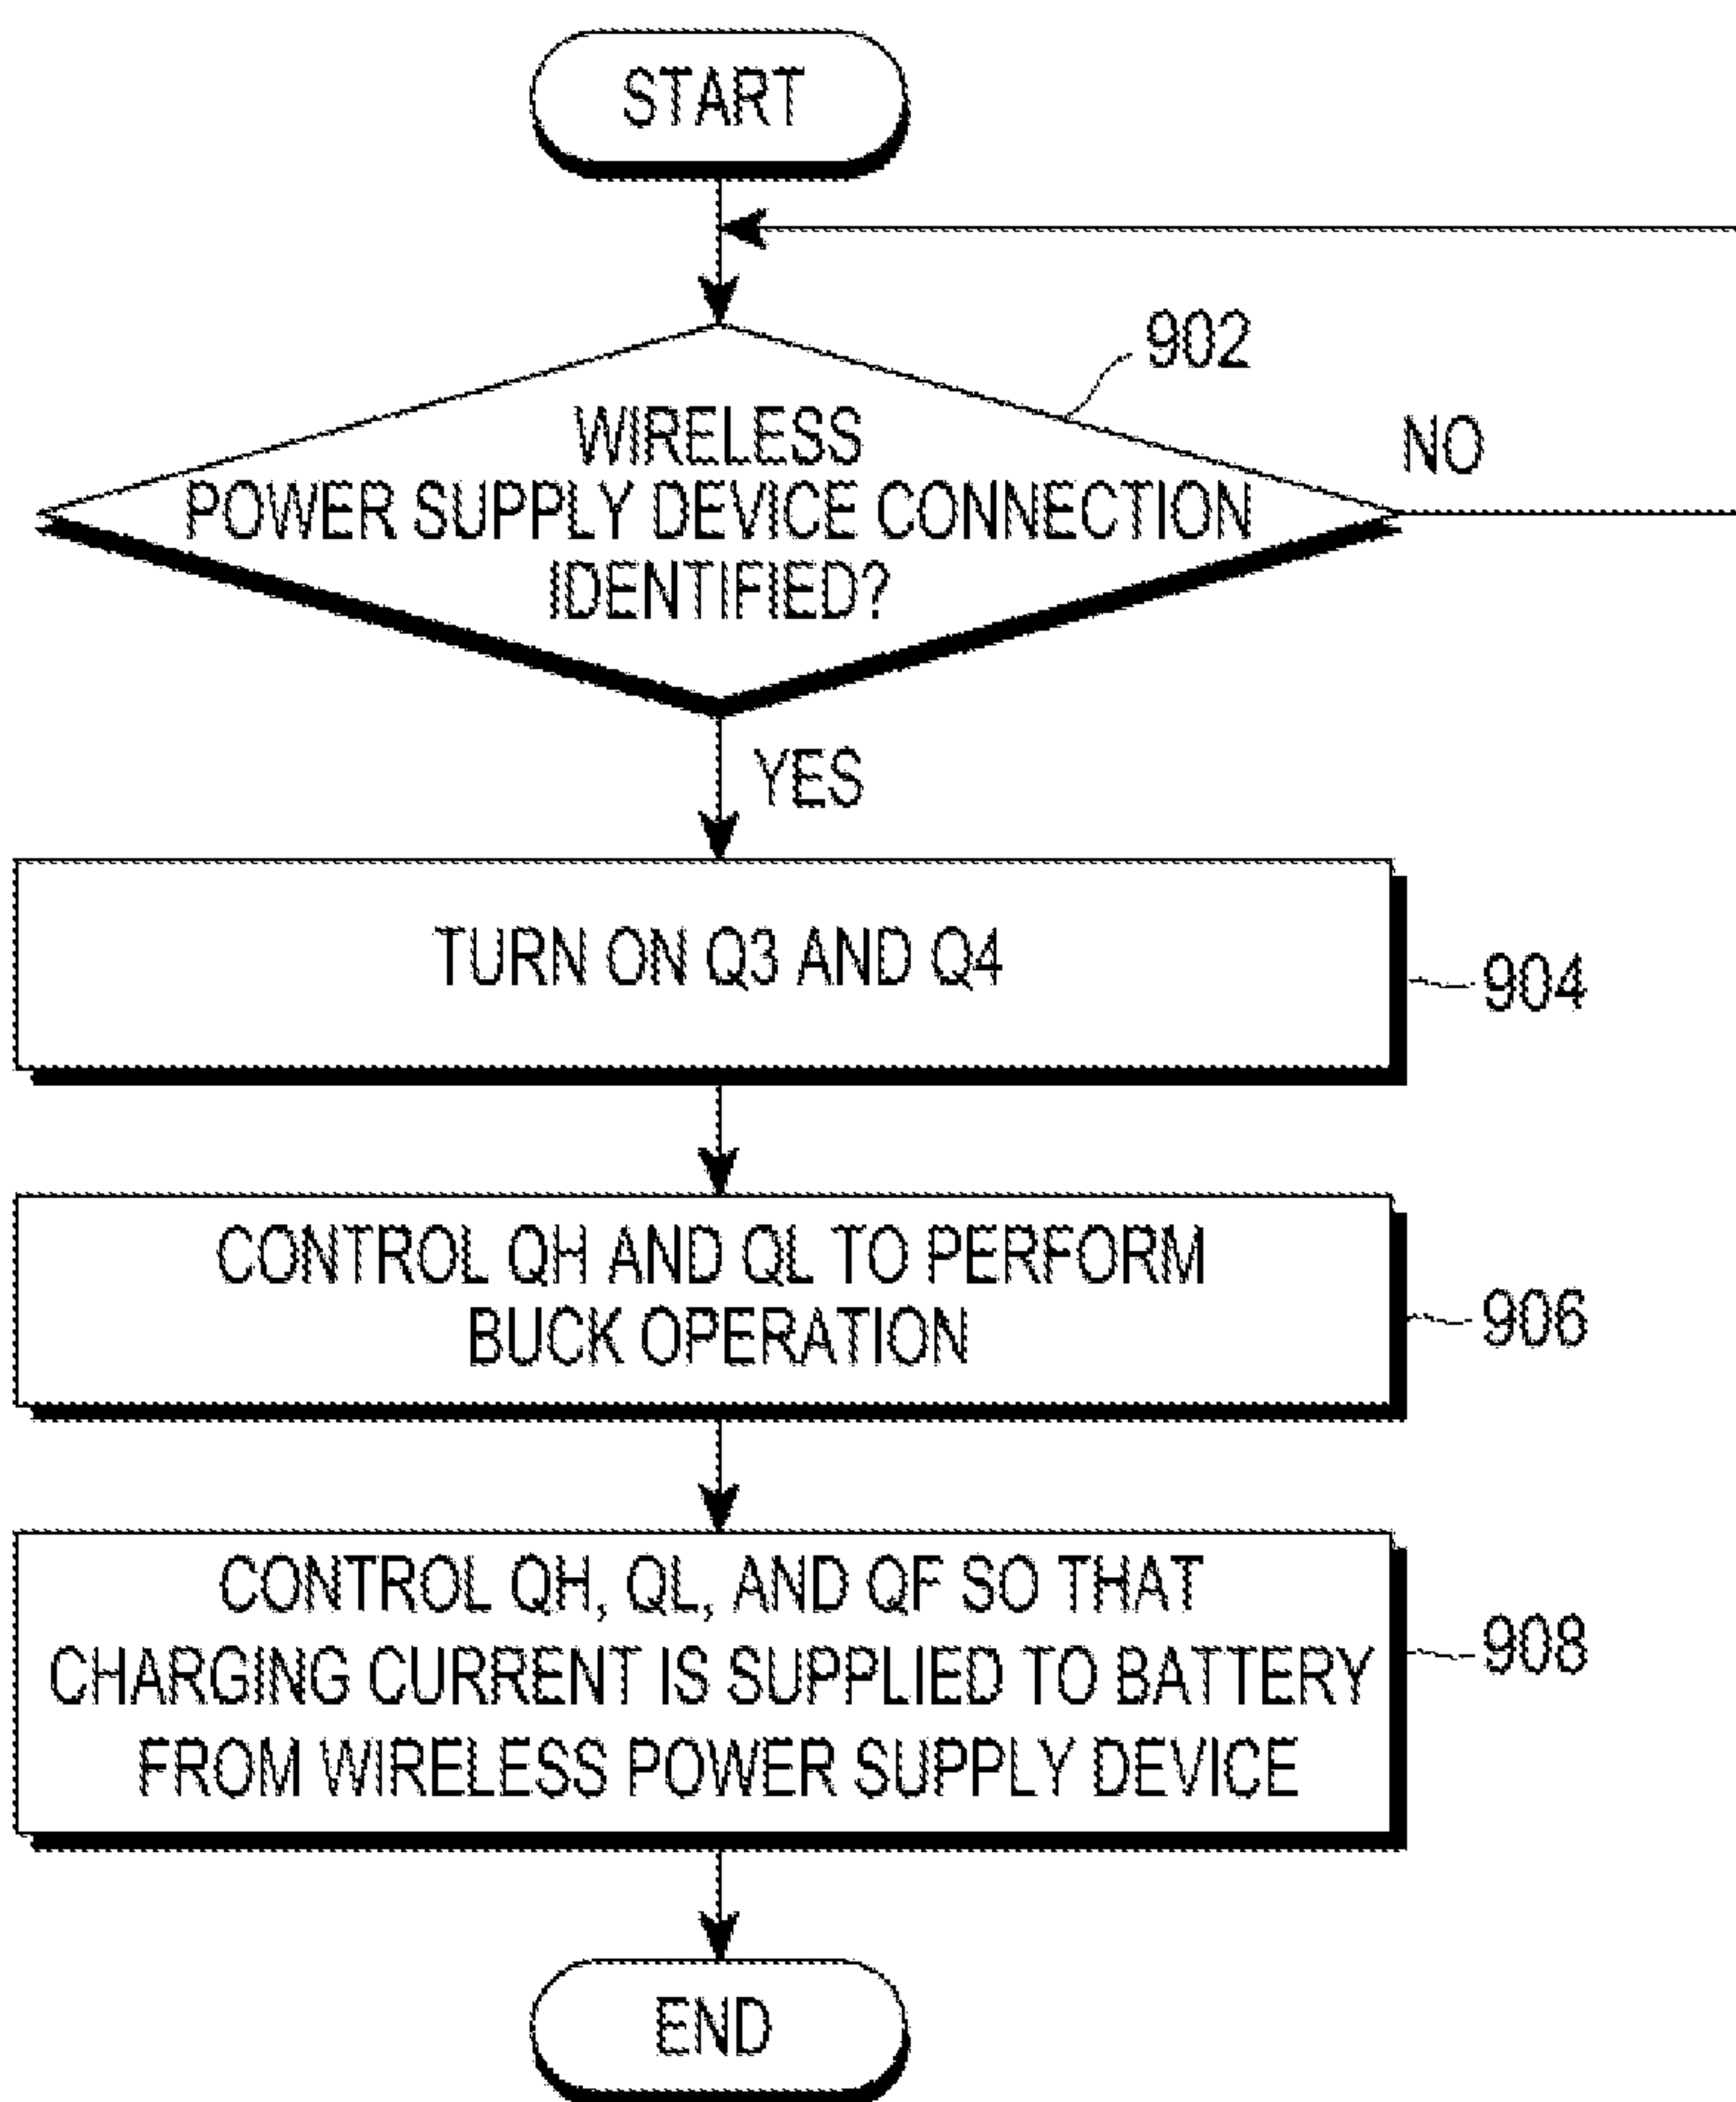 START
902
WIRELESS
NO
POWER SUPPLY DEVICE CONNECTION
IDENTIFIED?
YES
TURN ON Q3 AND Q4
904
CONTROL QH AND QL TO PERFORM
BUCK OPERATION
906
CONTROL QH, QL, AND QF SO THAT
CHARGING CURRENT IS SUPPLIED TO BATTERY
FROM WIRELESS POWER SUPPLY DEVICE
908
END